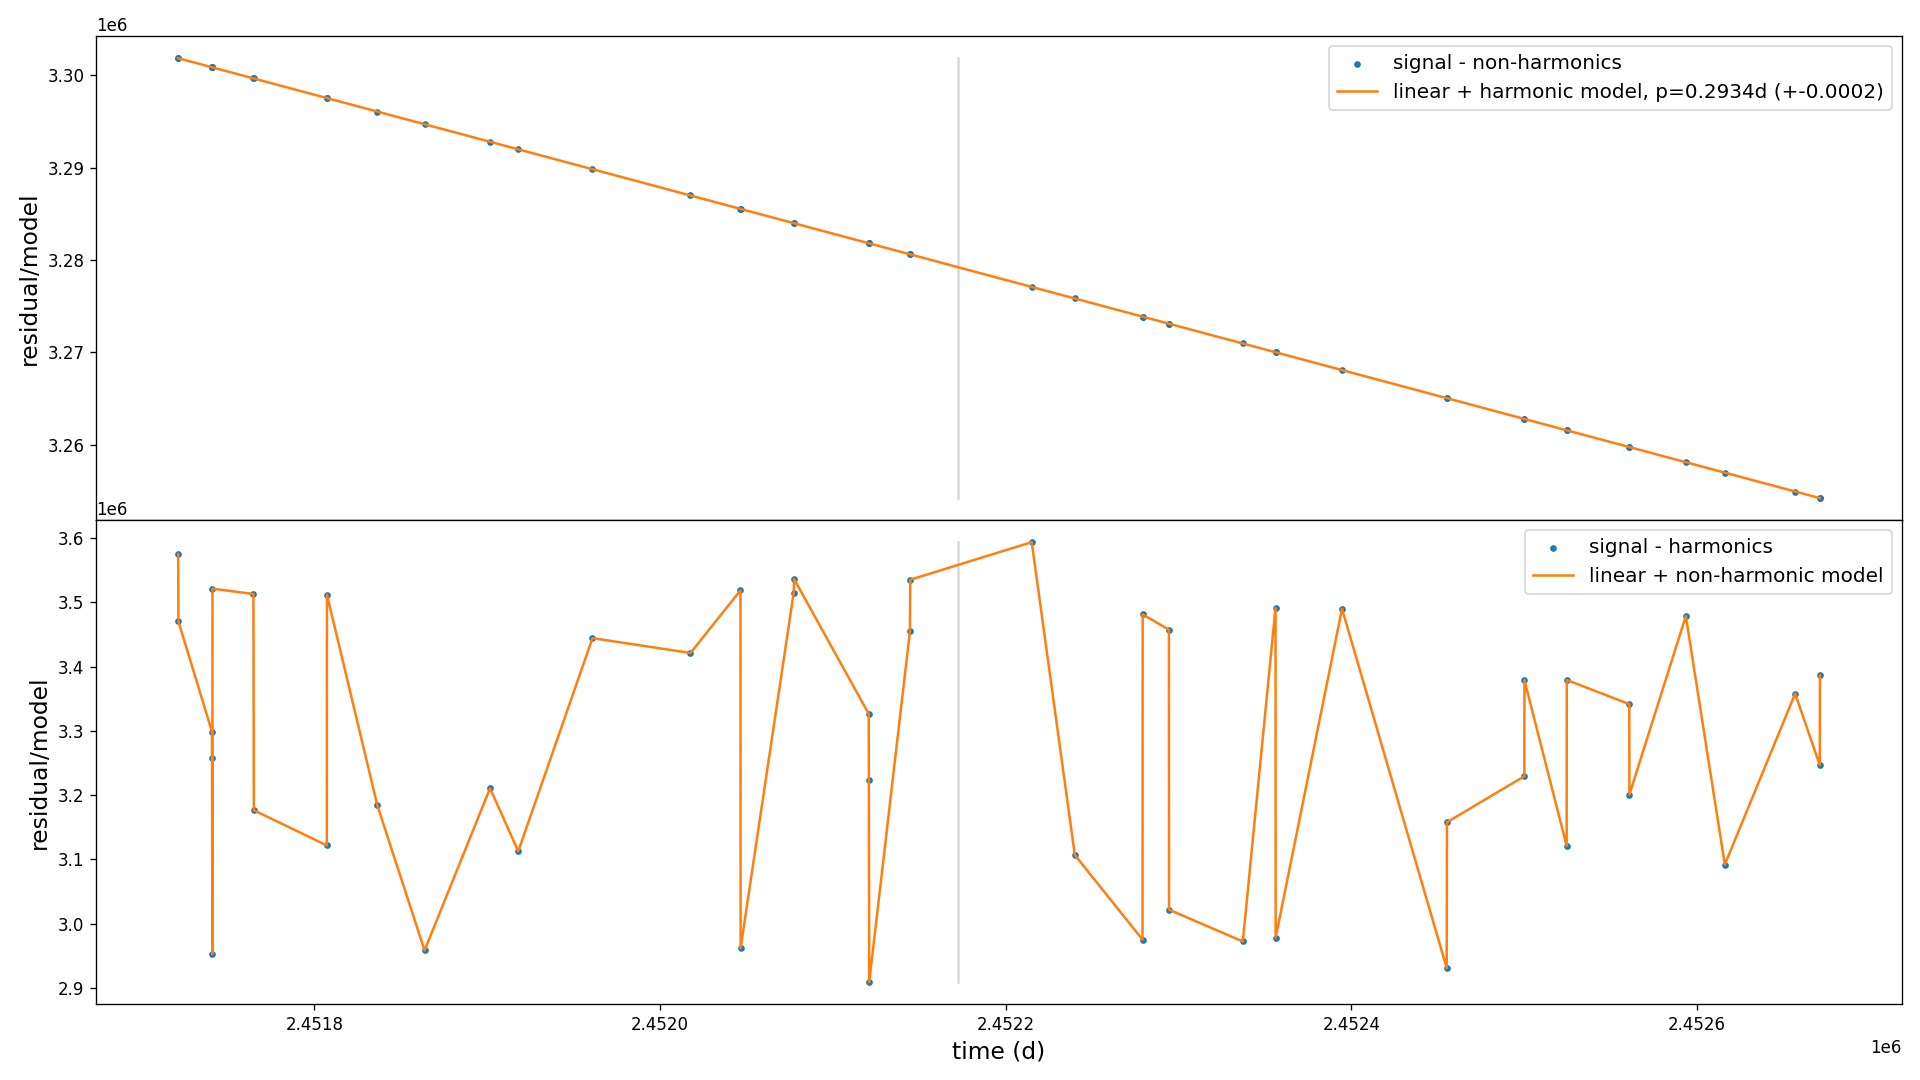 1e6
signal - non-harmonics
linear + harmonic model, p=0.2934d (+-0.0002)
3.30
3.29
3.28
3.27
3.26
residual/model
1e6
signal - harmonics
linear + non-harmonic model
3.6
3.5
3.4
3.3
3.2
3.1
3.0
2.9
residual/model
2.4518
2.4520
2.4522
2.4524
2.4526
1e6
time (d)